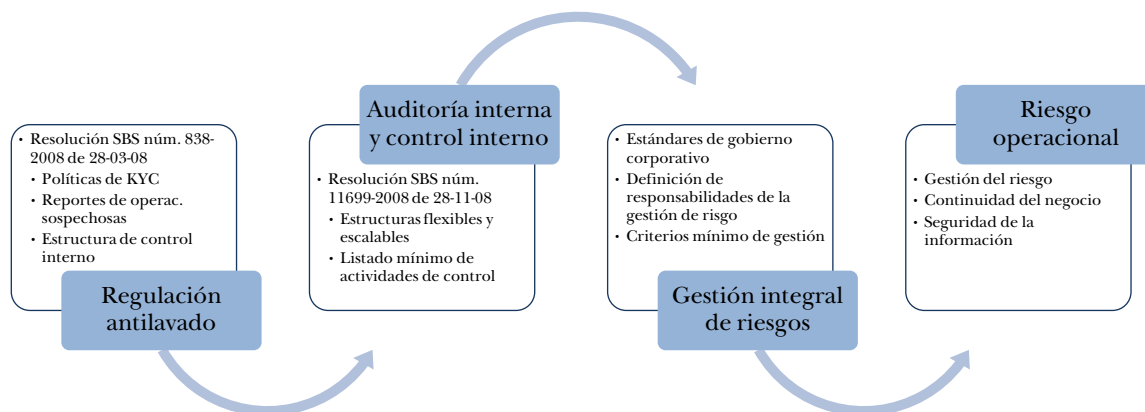 • Resolución SBS núm. 838-
2008 de 28-03-08
• Políticas de KYC
• Reportes de operac.
sospechosas
• Estructura de control
interno
Regulación
antilavado
Auditoría interna
y control interno
• Resolución SBS núm.
11699-2008 de 28-11-08
• Estructuras flexibles y
escalables
• Listado mínimo de
actividades de control
• Estándares de gobierno
corporativo
• Definición de
responsabilidades de la
gestión de risgo
• Criterios mínimo de gestión
Gestión integral
de riesgos
Riesgo
operacional
• Gestión del riesgo
• Continuidad del negocio
• Seguridad de la
información